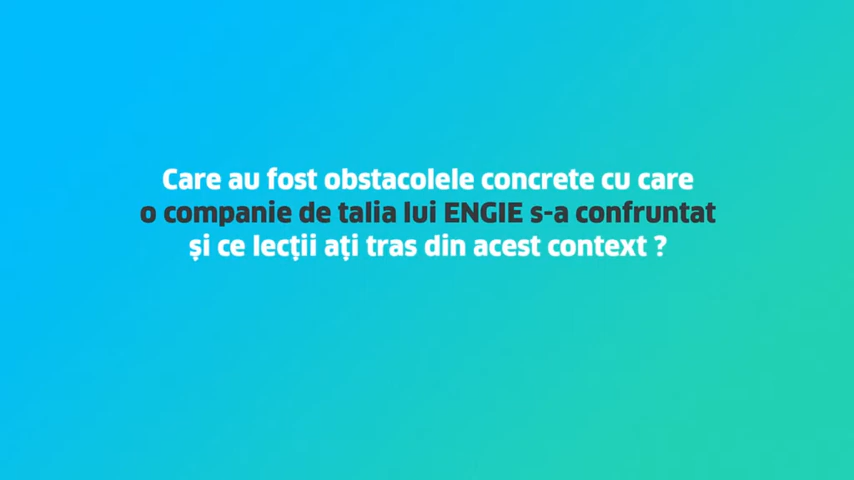 Care au fost obstacolele concrete cu care
o companie de talia lui ENGIE s-a confruntat
și ce lecții ați tras din acest context ?